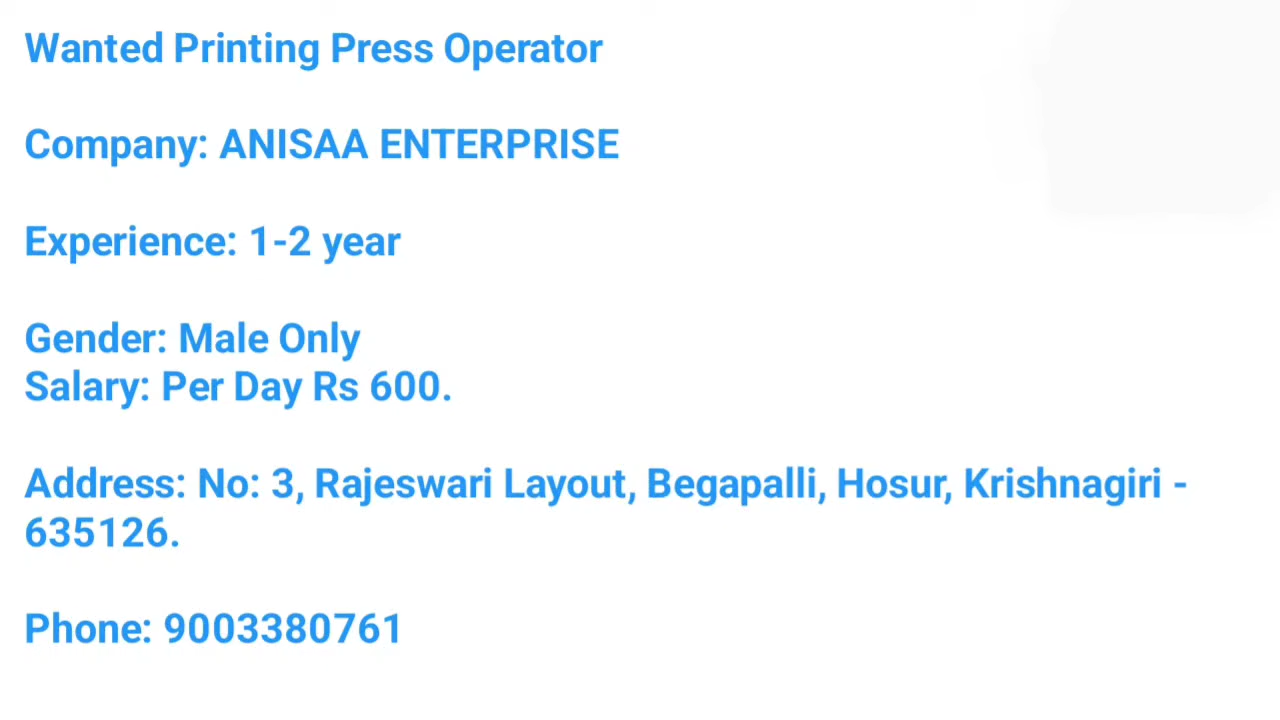 Wanted Printing Press Operator
Company: ANISAA ENTERPRISE
Experience: 1-2 year
Gender: Male Only
Salary: Per Day Rs 600.
Address: No: 3, Rajeswari Layout, Begapalli, Hosur, Krishnagiri -
635126.
Phone: 9003380761